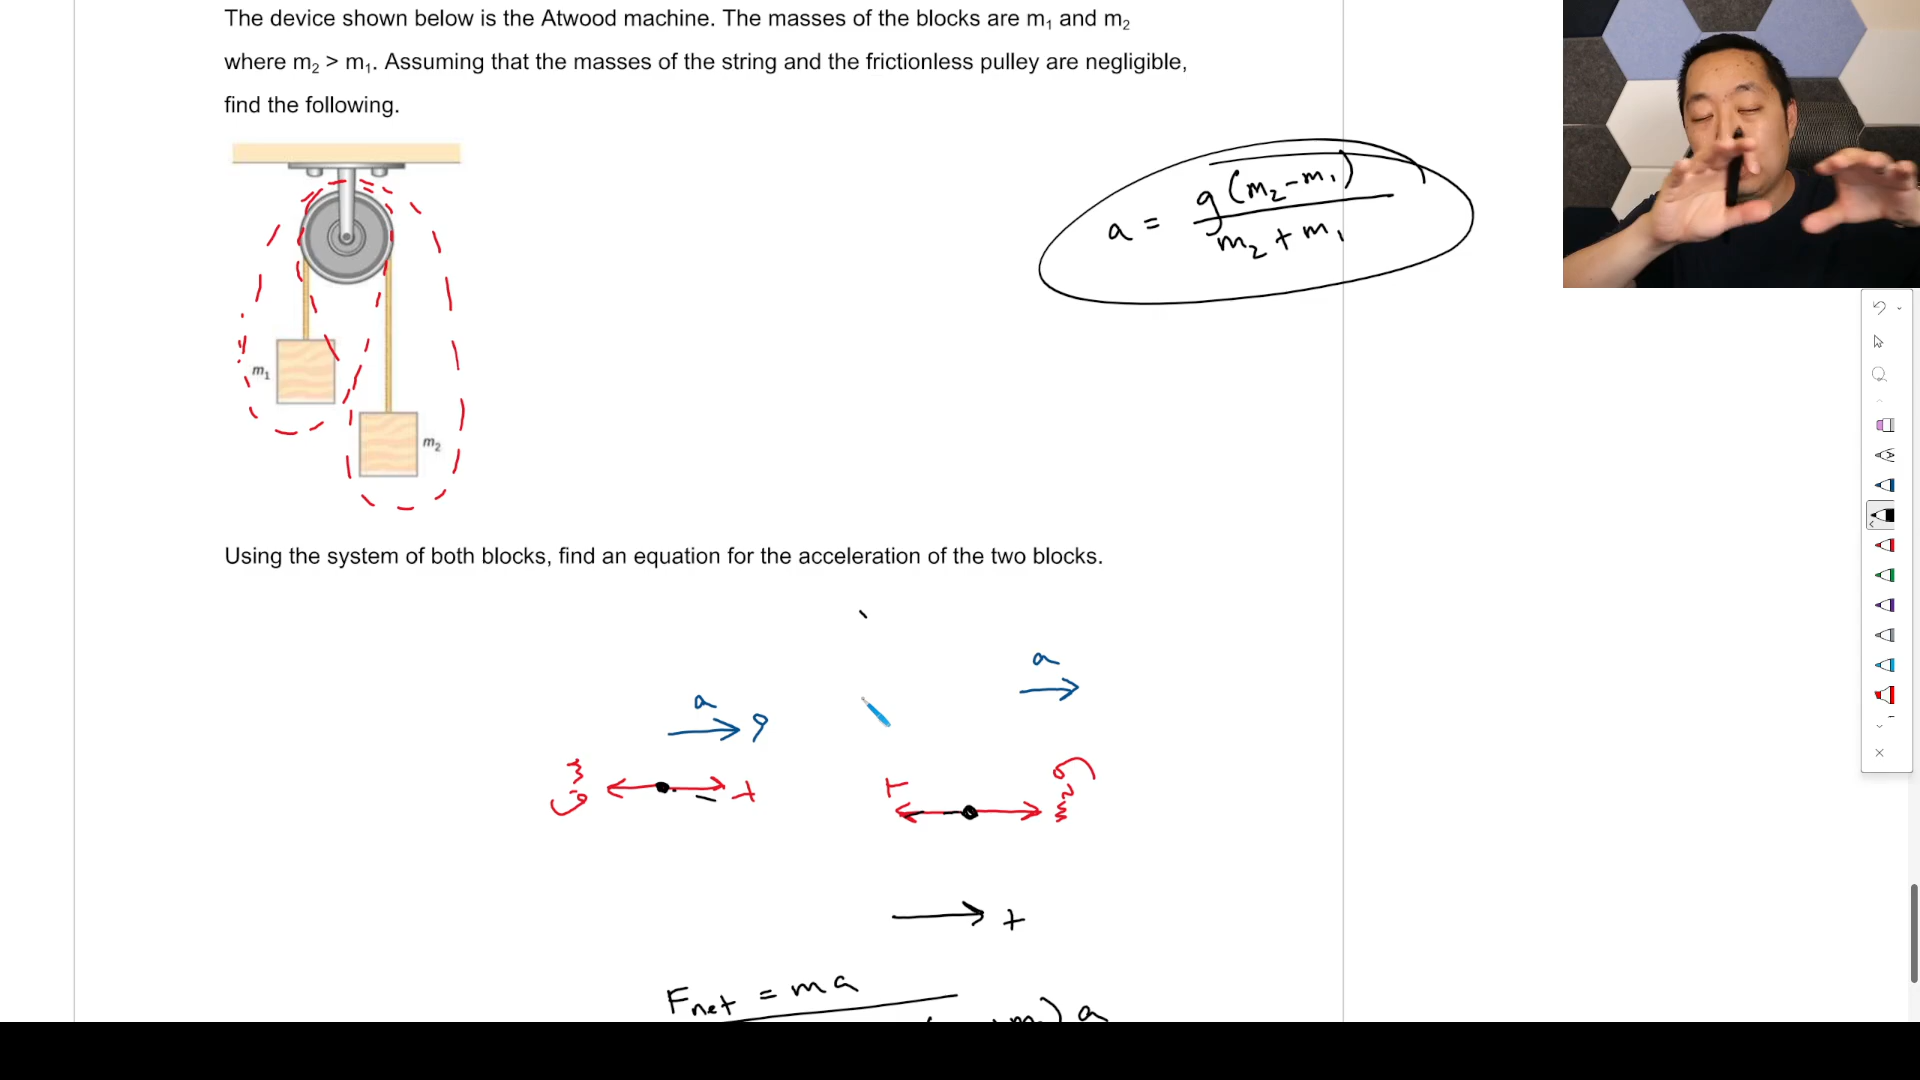 The device shown below is the Atwood machine. The masses of the blocks are m₁ and m₂
where m₂ > m₁. Assuming that the masses of the string and the frictionless pulley are negligible,
find the following.
a = g(m₂-m₁)
m₂ + m₁
m₁
m₂
Using the system of both blocks, find an equation for the acceleration of the two blocks.
a
a
m₁g
T
m₂g
+
F_net = ma
) a